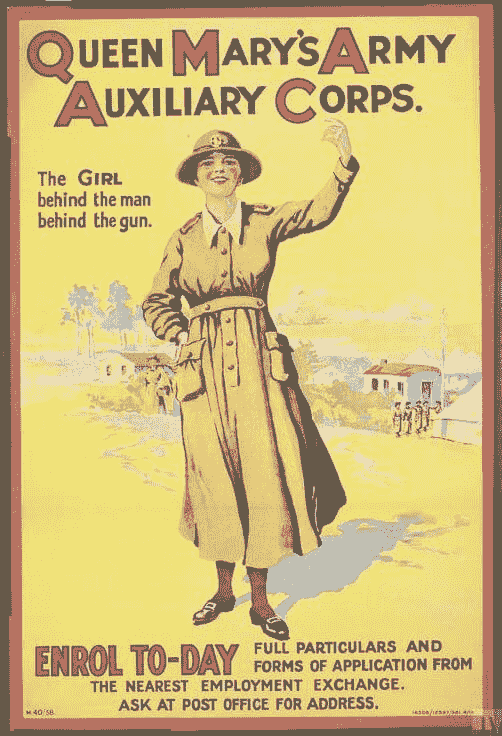 QUEEN MARY'S ARMY
AUXILIARY CORPS.
The GIRL
behind the man
behind the gun.
ENROL TO-DAY FULL PARTICULARS AND
FORMS OF APPLICATION FROM
THE NEAREST EMPLOYMENT EXCHANGE.
ASK AT POST OFFICE FOR ADDRESS.